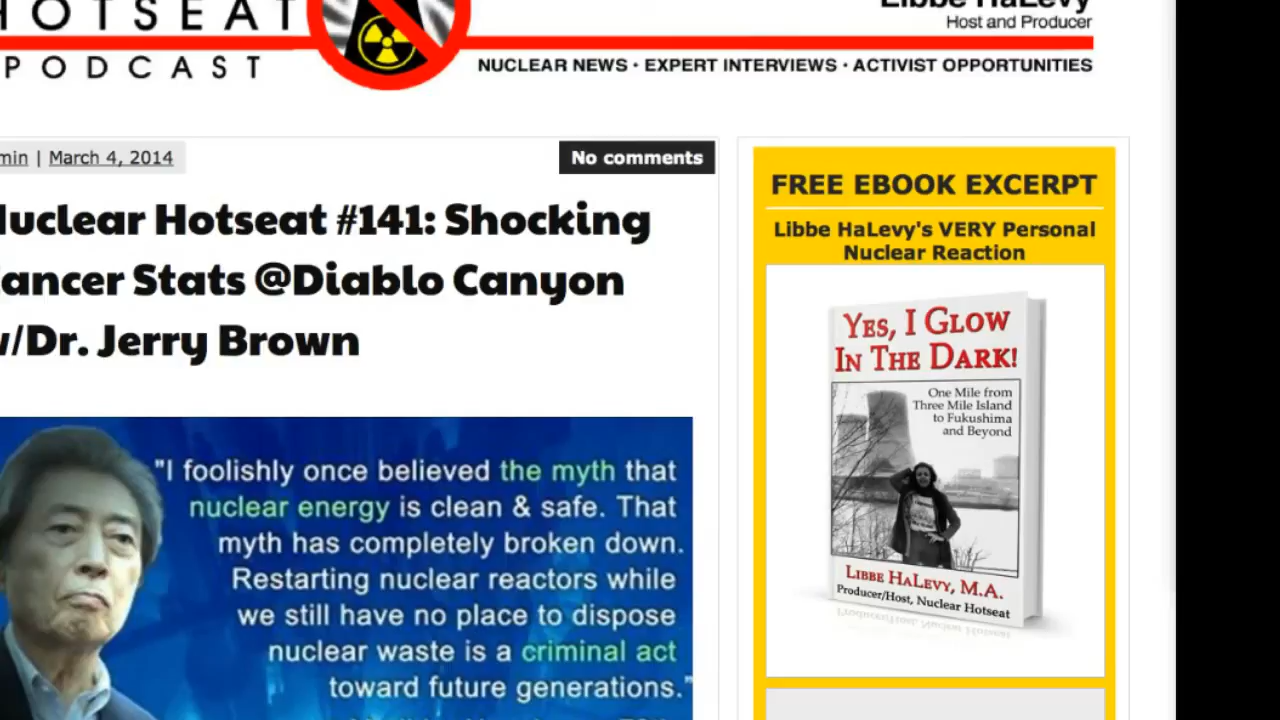 HOTSEAT
Libbe HaLevy
Host and Producer
PODCAST
NUCLEAR NEWS · EXPERT INTERVIEWS · ACTIVIST OPPORTUNITIES
min | March 4, 2014
No comments
Nuclear Hotseat #141: Shocking
Cancer Stats @Diablo Canyon
w/Dr. Jerry Brown
"I foolishly once believed the myth that
nuclear energy is clean & safe. That
myth has completely broken down.
Restarting nuclear reactors while
we still have no place to dispose
nuclear waste is a criminal act
toward future generations."
FREE EBOOK EXCERPT
Libbe HaLevy's VERY Personal
Nuclear Reaction
YES, I GLOW
IN THE DARK!
One Mile from
Three Mile Island
to Fukushima
and Beyond
LIBBE HALEVY, M.A.
Producer/Host, Nuclear Hotseat